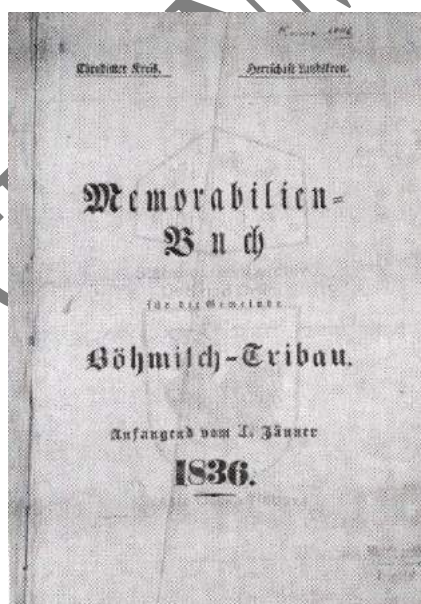 Chrudimer Kreis.
Herrschaft Landskron.
Memorabilien-
Buch
für die Gemeinde
Böhmisch-Tribau.
Anfangend vom 1. Jänner
1836.